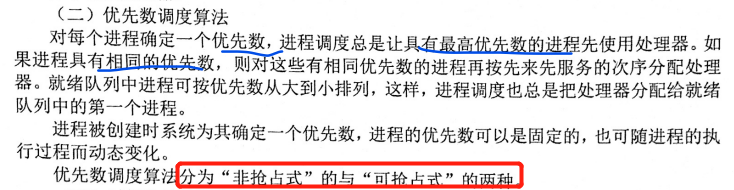 （二）优先数调度算法
对每个进程确定一个优先数，进程调度总是让具有最高优先数的进程先使用处理器。如
果进程具有相同的优先数，则对这些有相同优先数的进程再按先来先服务的次序分配处理
器。就绪队列中进程可按优先数从大到小排列，这样，进程调度也总是把处理器分配给就绪
队列中的第一个进程。
进程被创建时系统为其确定一个优先数，进程的优先数可以是固定的，也可随进程的执
行过程而动态变化。
优先数调度算法分为“非抢占式”的与“可抢占式”的两种